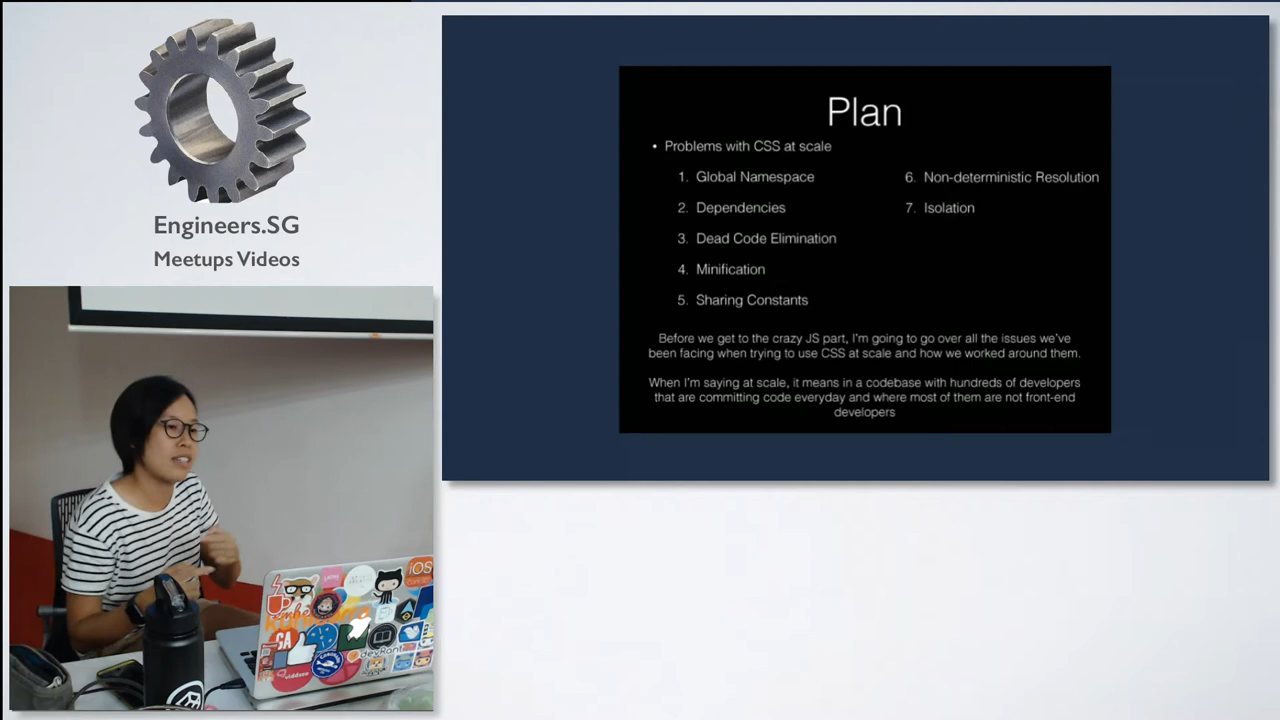 Engineers.SG
Meetups Videos
Plan
• Problems with CSS at scale
1. Global Namespace
2. Dependencies
3. Dead Code Elimination
4. Minification
5. Sharing Constants
6. Non-deterministic Resolution
7. Isolation
Before we get to the crazy JS part, I'm going to go over all the issues we've
been facing when trying to use CSS at scale and how we worked around them.
When I'm saying at scale, it means in a codebase with hundreds of developers
that are committing code everyday and where most of them are not front-end
developers
iOS
GA
devRant
viddsee